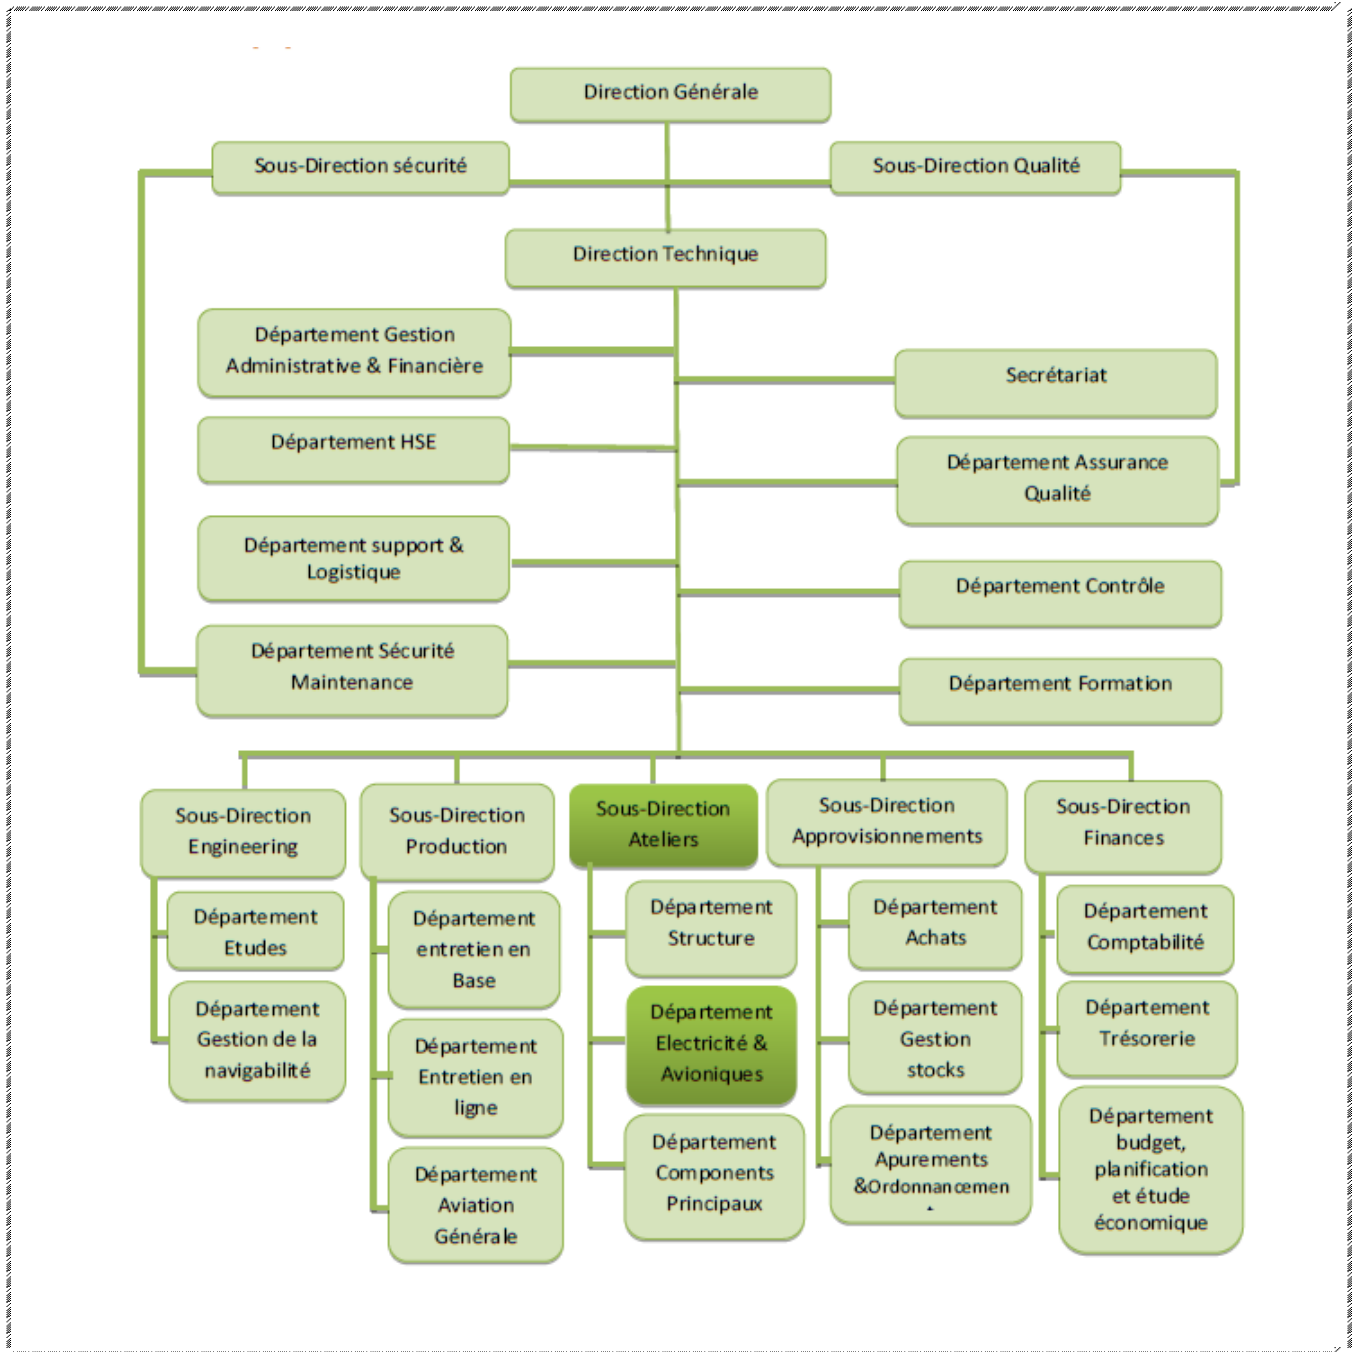 Direction Générale
Sous-Direction sécurité
Sous-Direction Qualité
Direction Technique
Département Gestion
Administrative & Financière
Secrétariat
Département HSE
Département Assurance
Qualité
Département support &
Logistique
Département Contrôle
Département Sécurité
Maintenance
Département Formation
Sous-Direction
Engineering
Département
Etudes
Département
Gestion de la
navigabilité
Sous-Direction
Production
Département
entretien en
Base
Département
Entretien en
ligne
Département
Aviation
Générale
Sous-Direction
Ateliers
Département
Structure
Département
Electricité &
Avioniques
Département
Components
Principaux
Sous-Direction
Approvisionnements
Département
Achats
Département
Gestion
stocks
Département
Apurements
&Ordonnancemen
Sous-Direction
Finances
Département
Comptabilité
Département
Trésorerie
Département
budget,
planification
et étude
économique